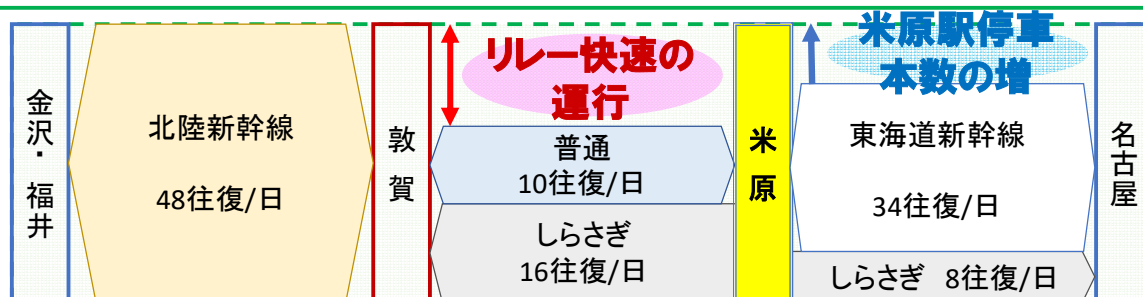 金沢・福井
北陸新幹線
48往復/日
敦賀
リレー快速の
運行
普通
10往復/日
しらさぎ
16往復/日
米原
米原駅停車
本数の増
東海道新幹線
34往復/日
しらさぎ 8往復/日
名古屋